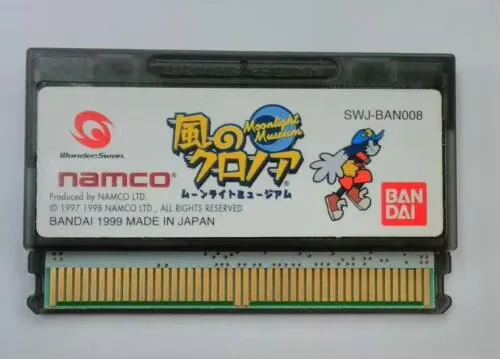 SWJ-BAN008
Moonlight
Museum
風のクロノア
ムーンライトミュージアム
WonderSwan
namco®
Produced by NAMCO LTD.
© 1997 1998 NAMCO LTD., ALL RIGHTS RESERVED
BANDAI 1999 MADE IN JAPAN
BAN
DAI